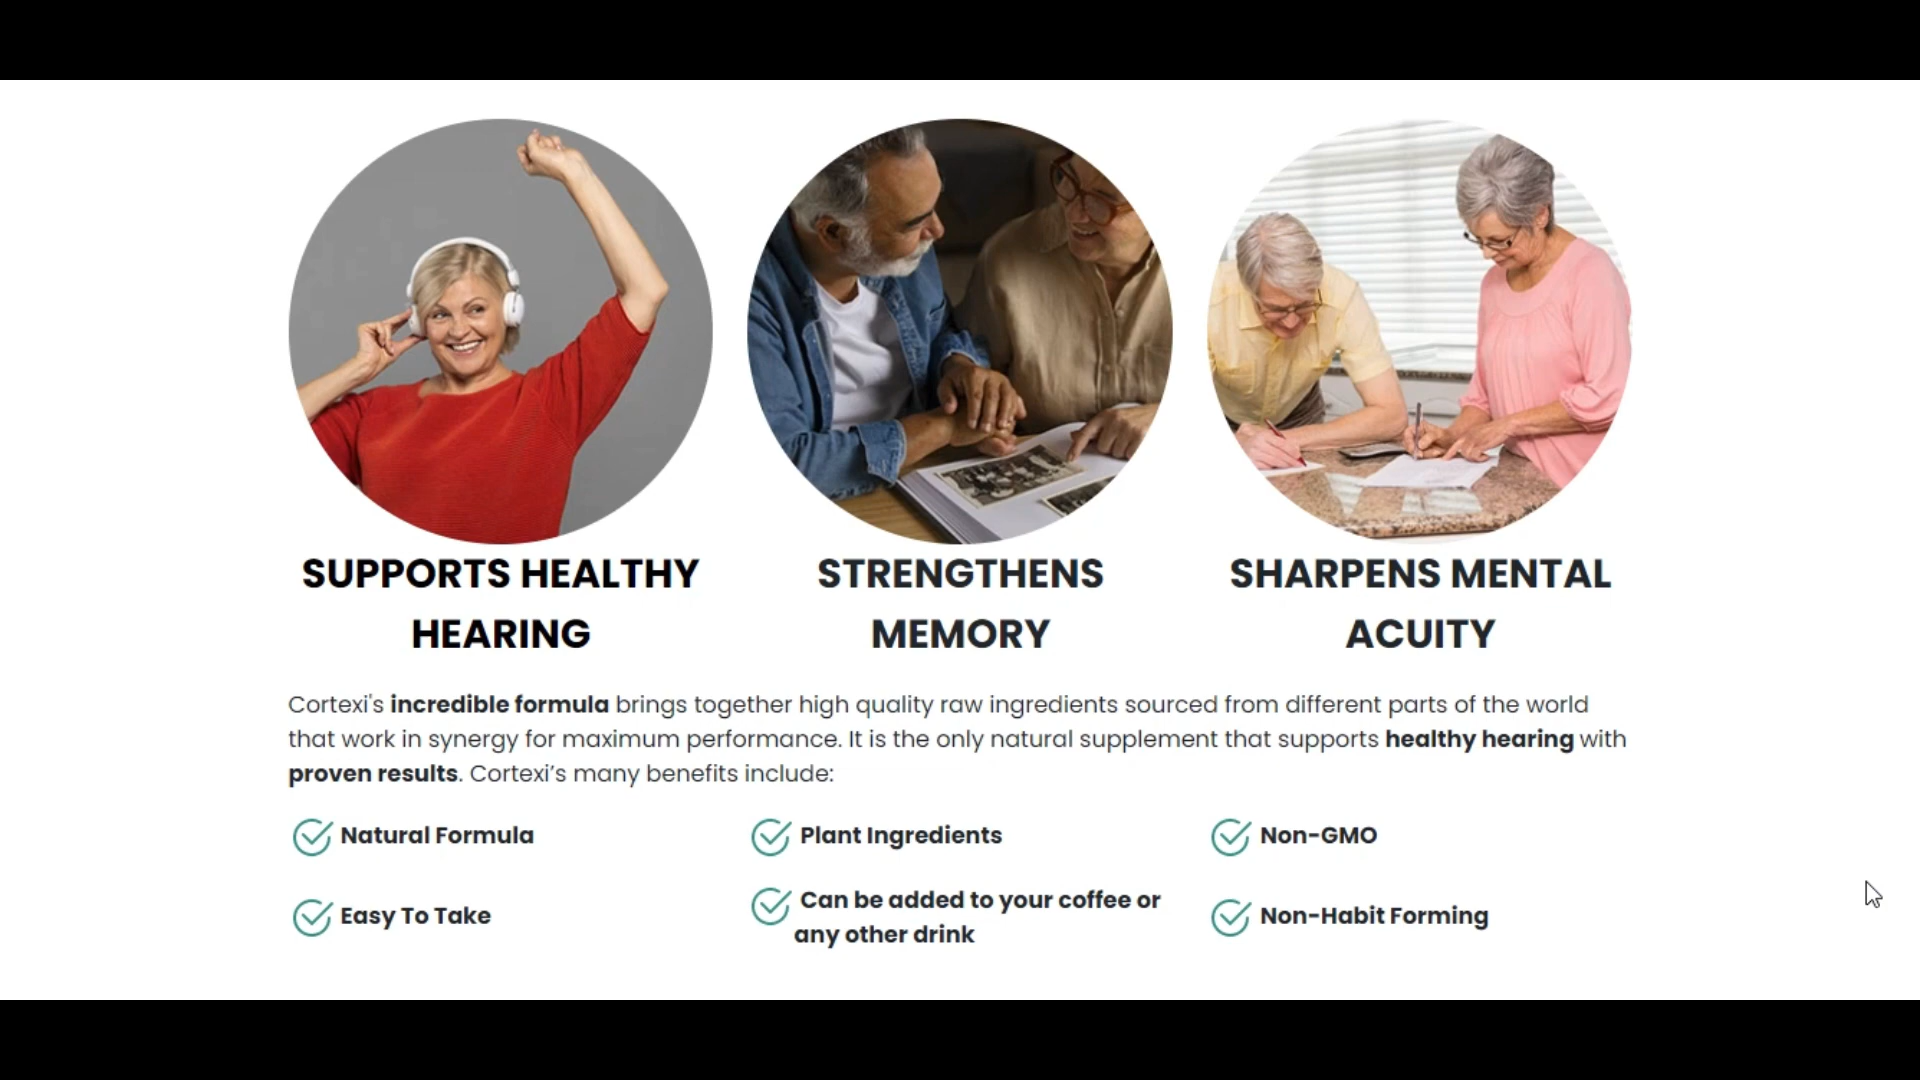 SUPPORTS HEALTHY
HEARING
STRENGTHENS
MEMORY
SHARPENS MENTAL
ACUITY
Cortexi's incredible formula brings together high quality raw ingredients sourced from different parts of the world
that work in synergy for maximum performance. It is the only natural supplement that supports healthy hearing with
proven results. Cortexi’s many benefits include:
Natural Formula
Plant Ingredients
Non-GMO
Easy To Take
Can be added to your coffee or
any other drink
Non-Habit Forming